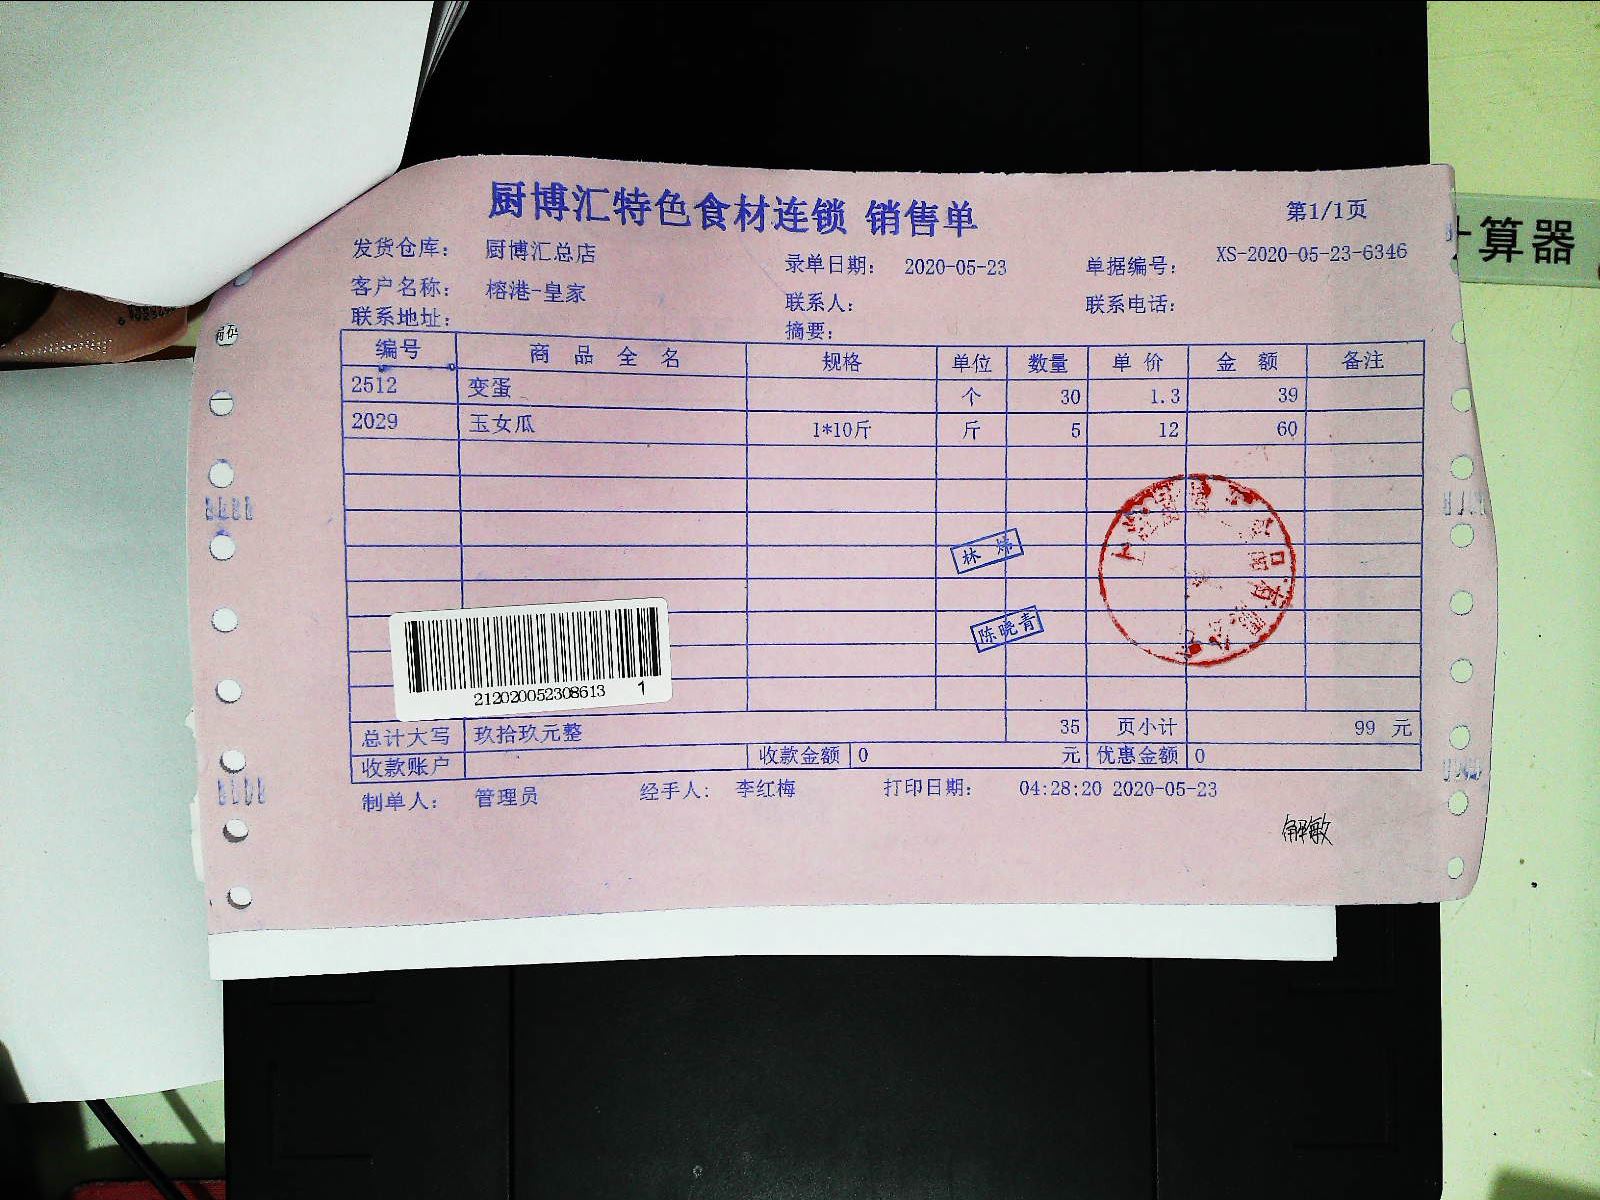 厨博汇特色食材连锁 销售单
第1/1页
发货仓库： 厨博汇总店 录单日期： 2020-05-23 单据编号： XS-2020-05-23-6346
客户名称： 榕港-皇家 联系人： 联系电话：
联系地址： 摘要：
编号 商品全名 规格 单位 数量 单价 金额 备注
2512 变蛋 个 30 1.3 39
2029 玉女瓜 1*10斤 斤 5 12 60
林
陈晓青
212020052308613 1
总计大写 玖拾玖元整 35 页小计 99 元
收款账户 收款金额 0 元 优惠金额 0
制单人： 管理员 经手人： 李红梅 打印日期： 04:28:20 2020-05-23
解敏
计算器